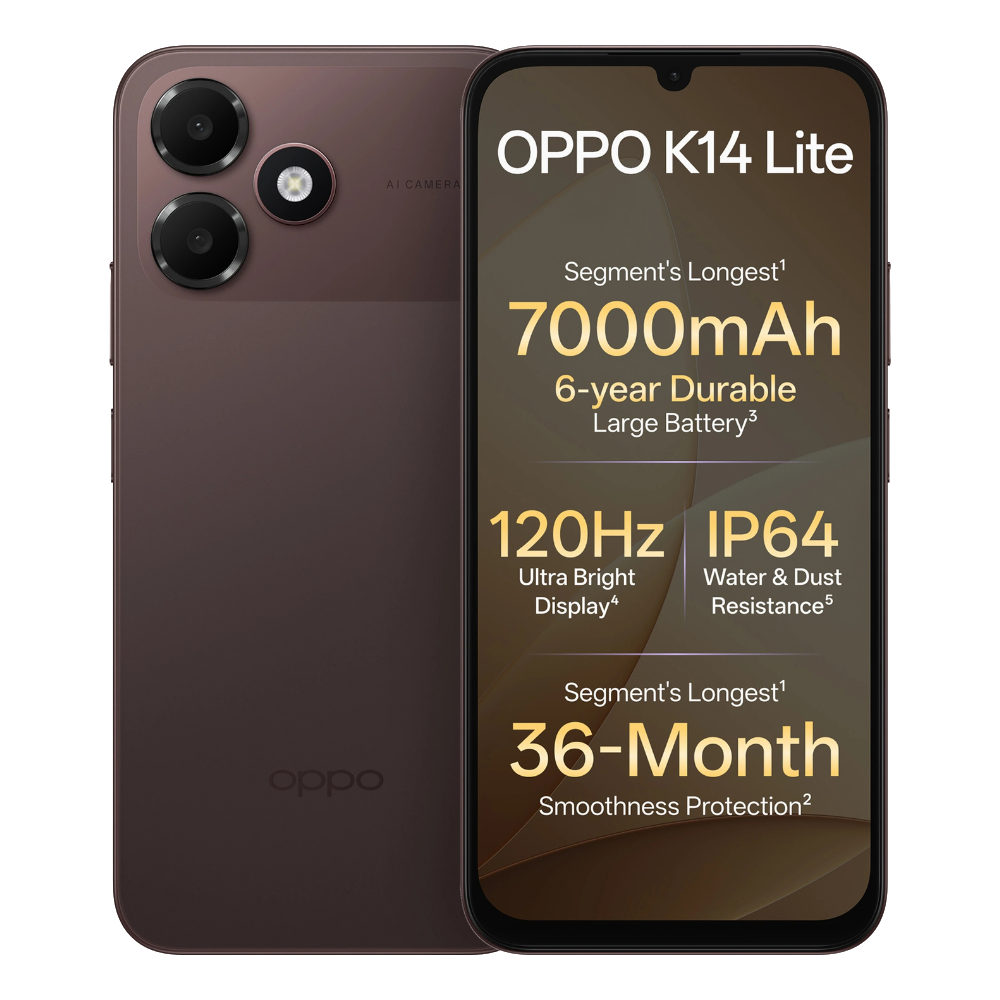 AI CAMERA
oppo
OPPO K14 Lite
Segment's Longest¹
7000mAh
6-year Durable
Large Battery³
120Hz
Ultra Bright
Display⁴
IP64
Water & Dust
Resistance⁵
Segment's Longest¹
36-Month
Smoothness Protection²